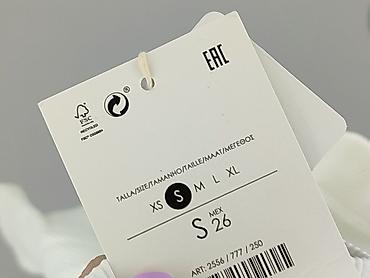 EAC
FSC
RECYCLED
TALLA/SIZE/TAMANHO/TAILLE/MAAT/ΜΕΓΕΘΟΣ
XS S M L XL
MEX
S 26
ART: 2556 / 777 / 250